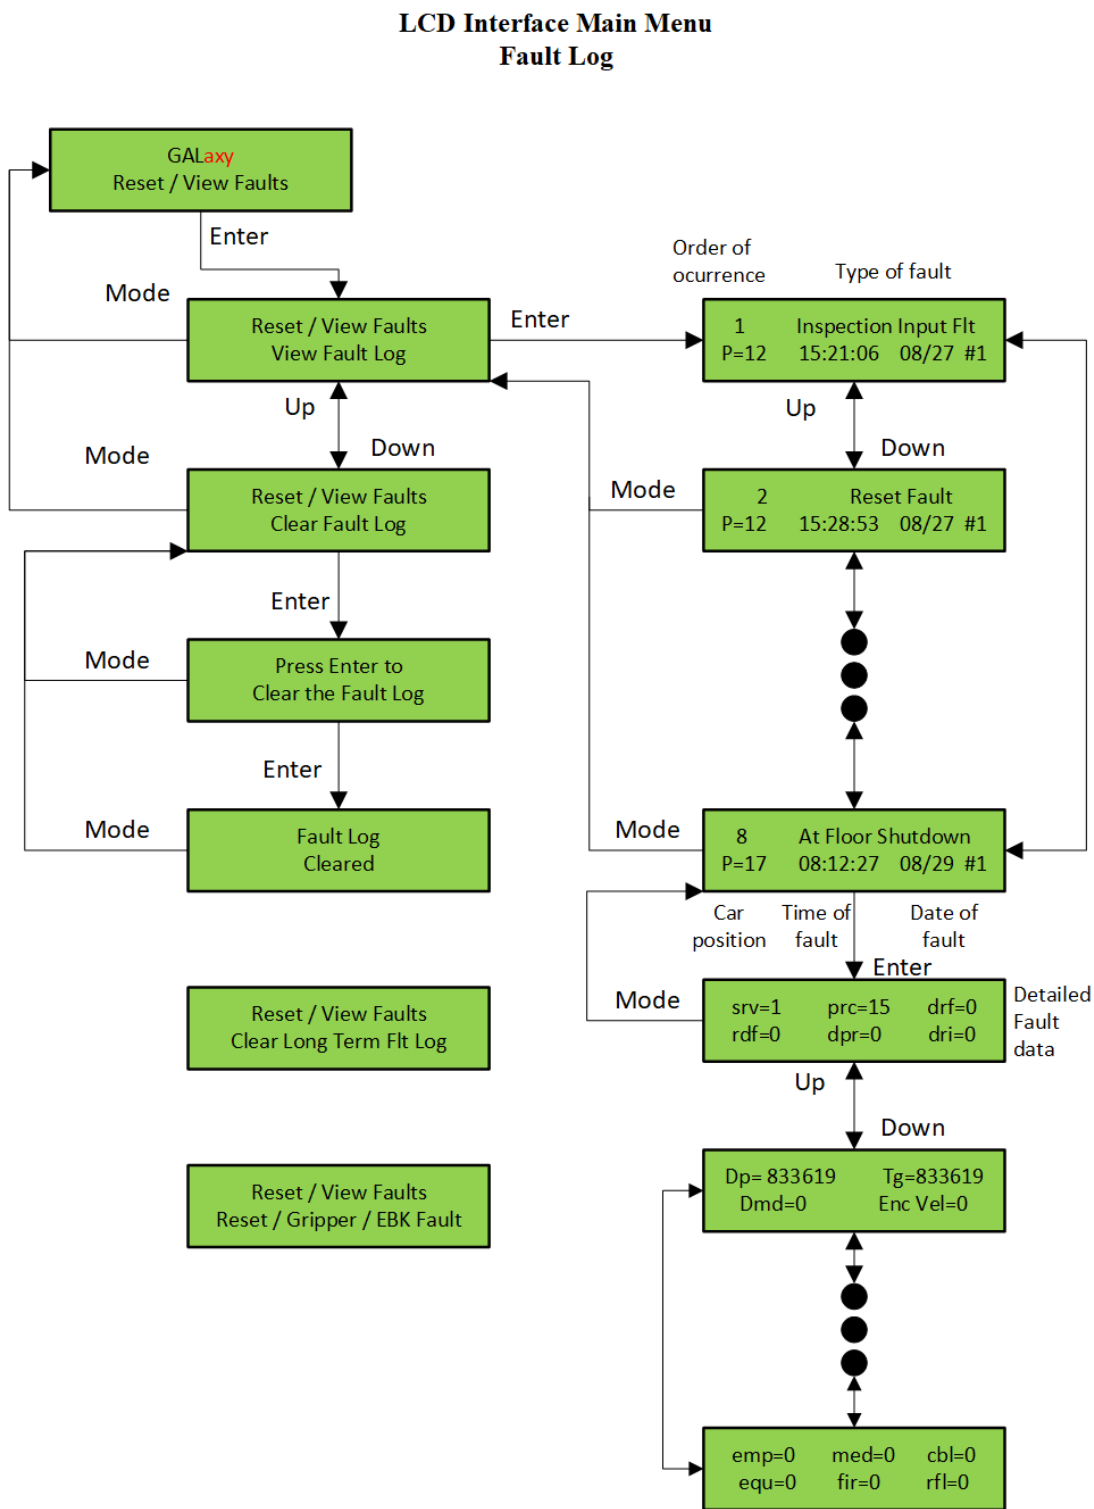 LCD Interface Main Menu
Fault Log
GALaxy
Reset / View Faults
Enter
Mode
Reset / View Faults
View Fault Log
Enter
Up
Down
Mode
Reset / View Faults
Clear Fault Log
Enter
Mode
Press Enter to
Clear the Fault Log
Enter
Mode
Fault Log
Cleared
Reset / View Faults
Clear Long Term Flt Log
Reset / View Faults
Reset / Gripper / EBK Fault
Order of
ocurrence
Type of fault
1 Inspection Input Flt
P=12 15:21:06 08/27 #1
Up
Down
Mode
2 Reset Fault
P=12 15:28:53 08/27 #1
Mode
8 At Floor Shutdown
P=17 08:12:27 08/29 #1
Car
position
Time of
fault
Date of
fault
Enter
Mode
srv=1 prc=15 drf=0
rdf=0 dpr=0 dri=0
Detailed
Fault
data
Up
Down
Dp= 833619 Tg=833619
Dmd=0 Enc Vel=0
emp=0 med=0 cbl=0
equ=0 fir=0 rfl=0